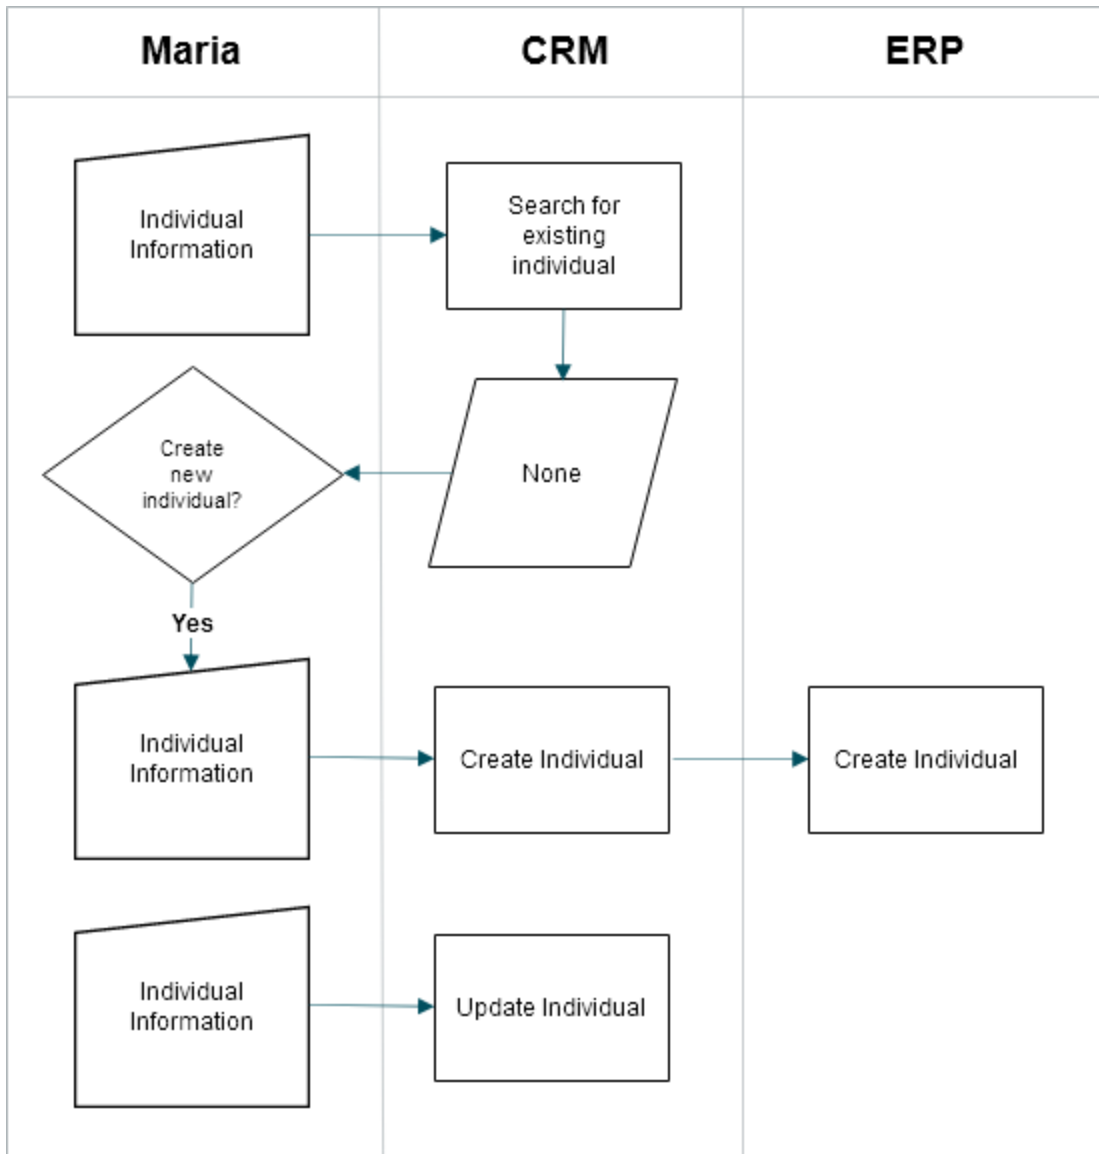 Maria
CRM
ERP
Individual
Information
Search for
existing
individual
Create
new
individual?
None
Yes
Individual
Information
Create Individual
Create Individual
Individual
Information
Update Individual